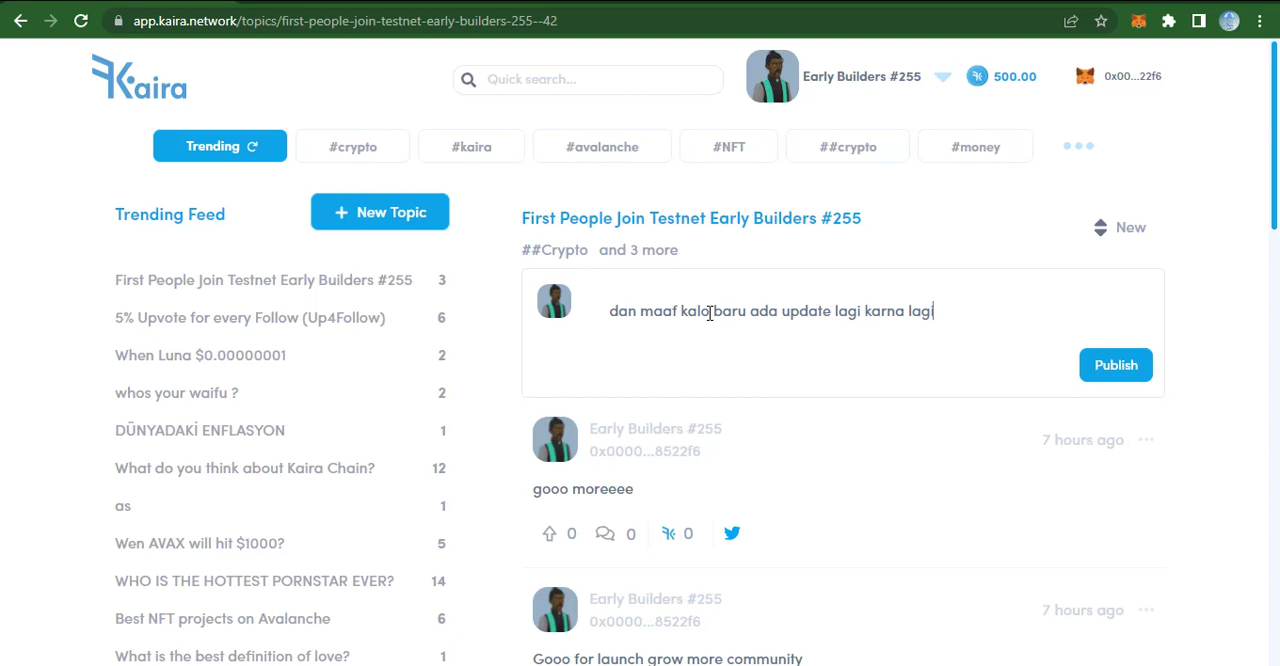 app.kaira.network/topics/first-people-join-testnet-early-builders-255--42
Kaira
Quick search...
Early Builders #255
500.00
0x00...22f6
Trending
#crypto
#kaira
#avalanche
#NFT
##crypto
#money
Trending Feed
+ New Topic
First People Join Testnet Early Builders #255 3
5% Upvote for every Follow (Up4Follow) 6
When Luna $0.00000001 2
whos your waifu ? 2
DÜNYADAKİ ENFLASYON 1
What do you think about Kaira Chain? 12
as 1
Wen AVAX will hit $1000? 5
WHO IS THE HOTTEST PORNSTAR EVER? 14
Best NFT projects on Avalanche 6
What is the best definition of love? 1
First People Join Testnet Early Builders #255
New
##Crypto and 3 more
dan maaf kalo baru ada update lagi karna lagi
Publish
Early Builders #255
0x0000...8522f6
7 hours ago
gooo moreeee
0 0 0
Early Builders #255
0x0000...8522f6
7 hours ago
Gooo for launch grow more community